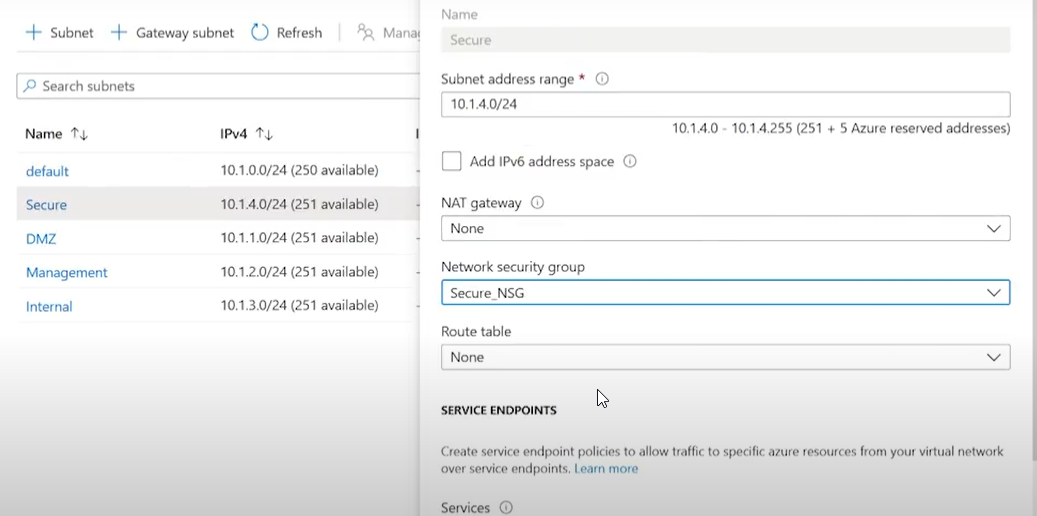 Subnet
Gateway subnet
Refresh
Search subnets
Name
IPv4
default
10.1.0.0/24 (250 available)
Secure
10.1.4.0/24 (251 available)
DMZ
10.1.1.0/24 (251 available)
Management
10.1.2.0/24 (251 available)
Internal
10.1.3.0/24 (251 available)
Name
Secure
Subnet address range *
10.1.4.0/24
10.1.4.0 - 10.1.4.255 (251 + 5 Azure reserved addresses)
Add IPv6 address space
NAT gateway
None
Network security group
Secure_NSG
Route table
None
SERVICE ENDPOINTS
Create service endpoint policies to allow traffic to specific azure resources from your virtual network
over service endpoints. Learn more
Services